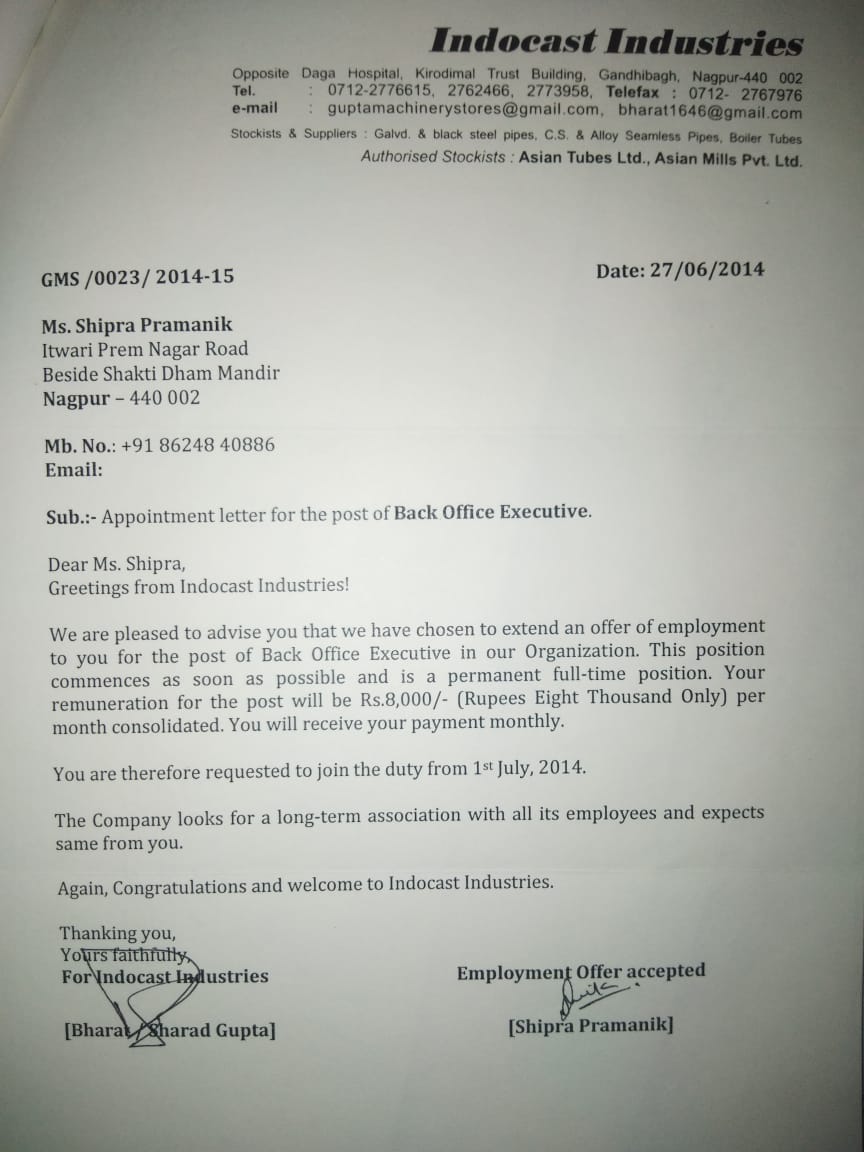 Indocast Industries
Opposite Daga Hospital, Kirodimal Trust Building, Gandhibagh, Nagpur-440 002
Tel. : 0712-2776615, 2762466, 2773958, Telefax : 0712- 2767976
e-mail : guptamachinerystores@gmail.com, bharat1646@gmail.com
Stockists & Suppliers : Galvd. & black steel pipes, C.S. & Alloy Seamless Pipes, Boiler Tubes
Authorised Stockists : Asian Tubes Ltd., Asian Mills Pvt. Ltd.
GMS /0023/ 2014-15 Date: 27/06/2014
Ms. Shipra Pramanik
Itwari Prem Nagar Road
Beside Shakti Dham Mandir
Nagpur – 440 002
Mb. No.: +91 86248 40886
Email:
Sub.:- Appointment letter for the post of Back Office Executive.
Dear Ms. Shipra,
Greetings from Indocast Industries!
We are pleased to advise you that we have chosen to extend an offer of employment
to you for the post of Back Office Executive in our Organization. This position
commences as soon as possible and is a permanent full-time position. Your
remuneration for the post will be Rs.8,000/- (Rupees Eight Thousand Only) per
month consolidated. You will receive your payment monthly.
You are therefore requested to join the duty from 1st July, 2014.
The Company looks for a long-term association with all its employees and expects
same from you.
Again, Congratulations and welcome to Indocast Industries.
Thanking you,
Yours faithfully,
For Indocast Industries Employment Offer accepted
[Bharat / Sharad Gupta] [Shipra Pramanik]